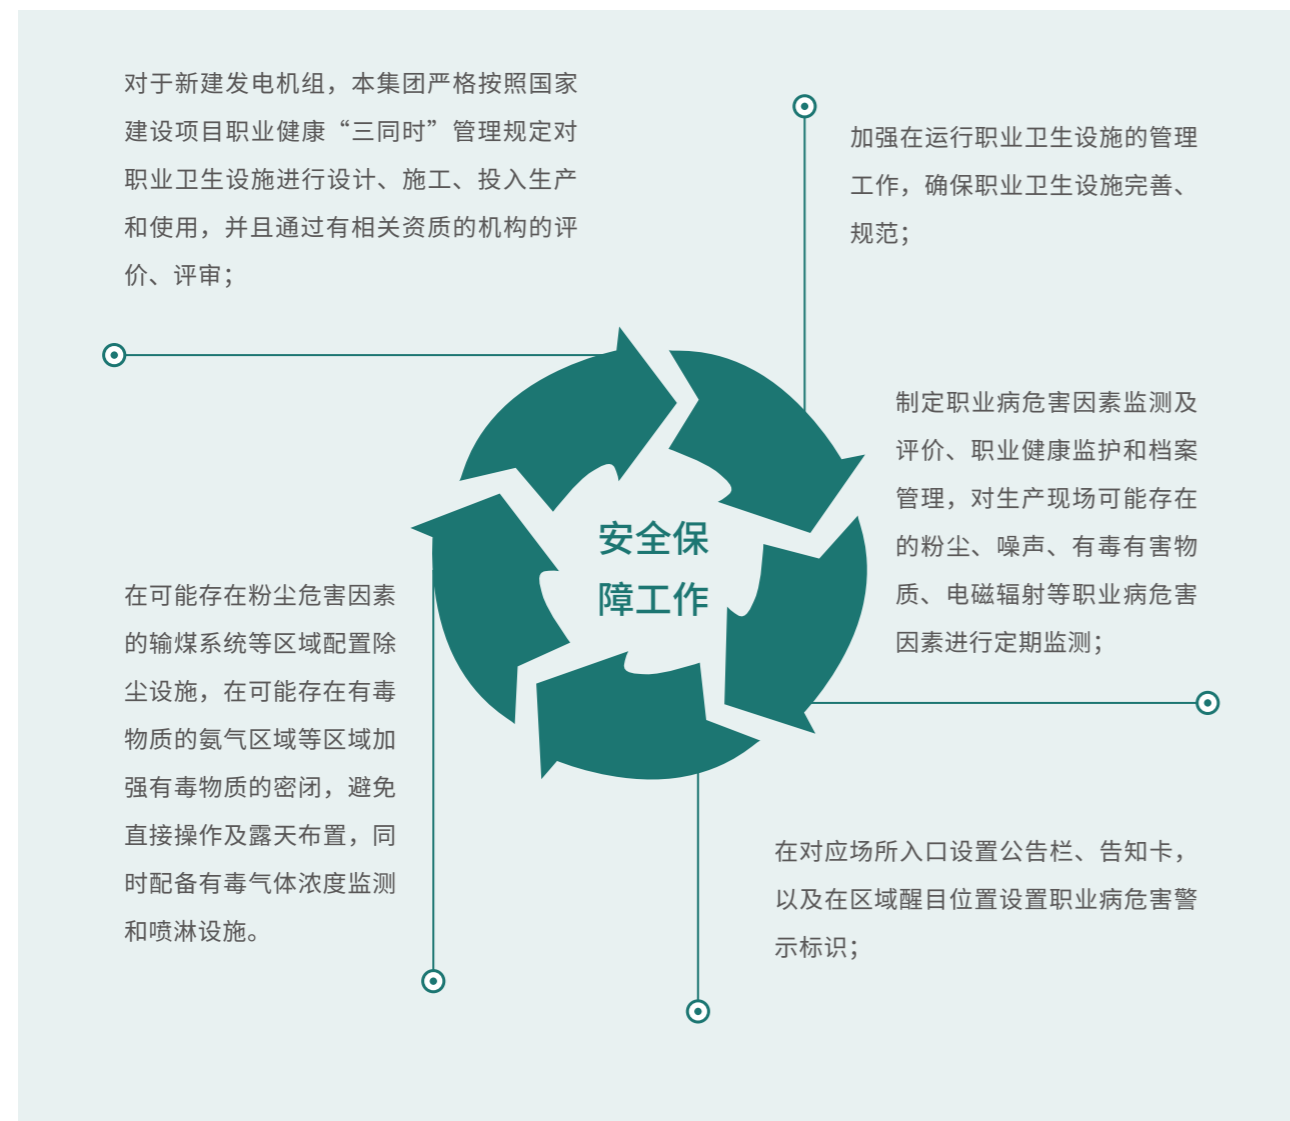 对于新建发电机组，本集团严格按照国家
建设项目职业健康“三同时”管理规定对
职业卫生设施进行设计、施工、投入生产
和使用，并且通过有相关资质的机构的评
价、评审；
加强在运行职业卫生设施的管理
工作，确保职业卫生设施完善、
规范；
制定职业病危害因素监测及
评价、职业健康监护和档案
管理，对生产现场可能存在
的粉尘、噪声、有毒有害物
质、电磁辐射等职业病危害
因素进行定期监测；
安全保
障工作
在可能存在粉尘危害因素
的输煤系统等区域配置除
尘设施，在可能存在有毒
物质的氨气区域等区域加
强有毒物质的密闭，避免
直接操作及露天布置，同
时配备有毒气体浓度监测
和喷淋设施。
在对应场所入口设置公告栏、告知卡，
以及在区域醒目位置设置职业病危害警
示标识；